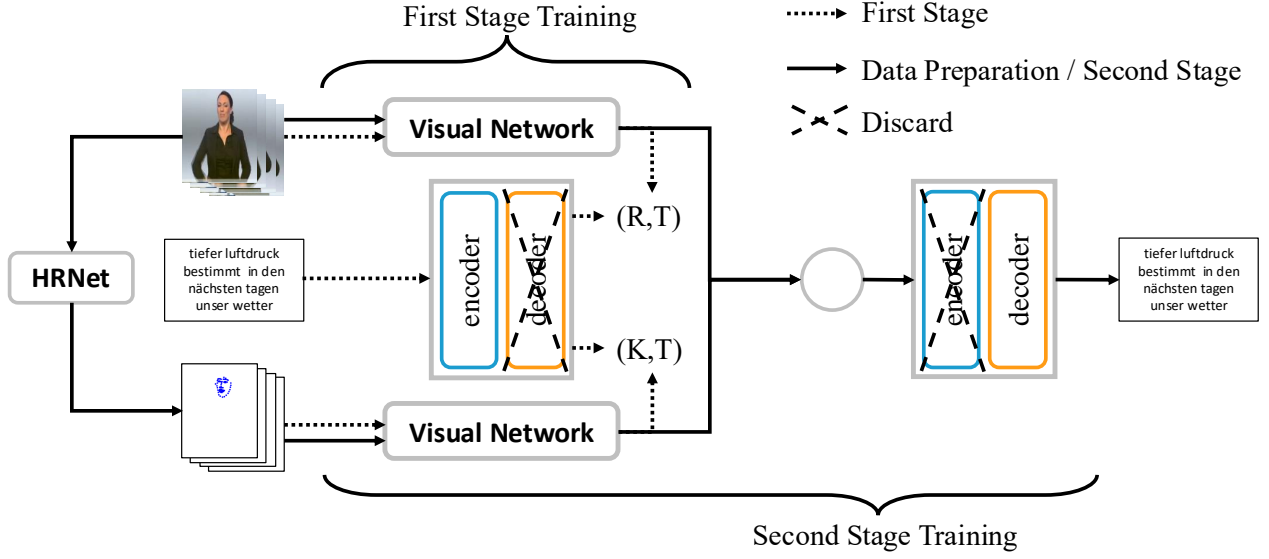 First Stage Training
First Stage
Data Preparation / Second Stage
Discard
Visual Network
(R,T)
encoder
decoder
HRNet
tiefer luftdruck
bestimmt in den
nächsten tagen
unser wetter
(K,T)
Visual Network
encoder
decoder
tiefer luftdruck
bestimmt in den
nächsten tagen
unser wetter
Second Stage Training